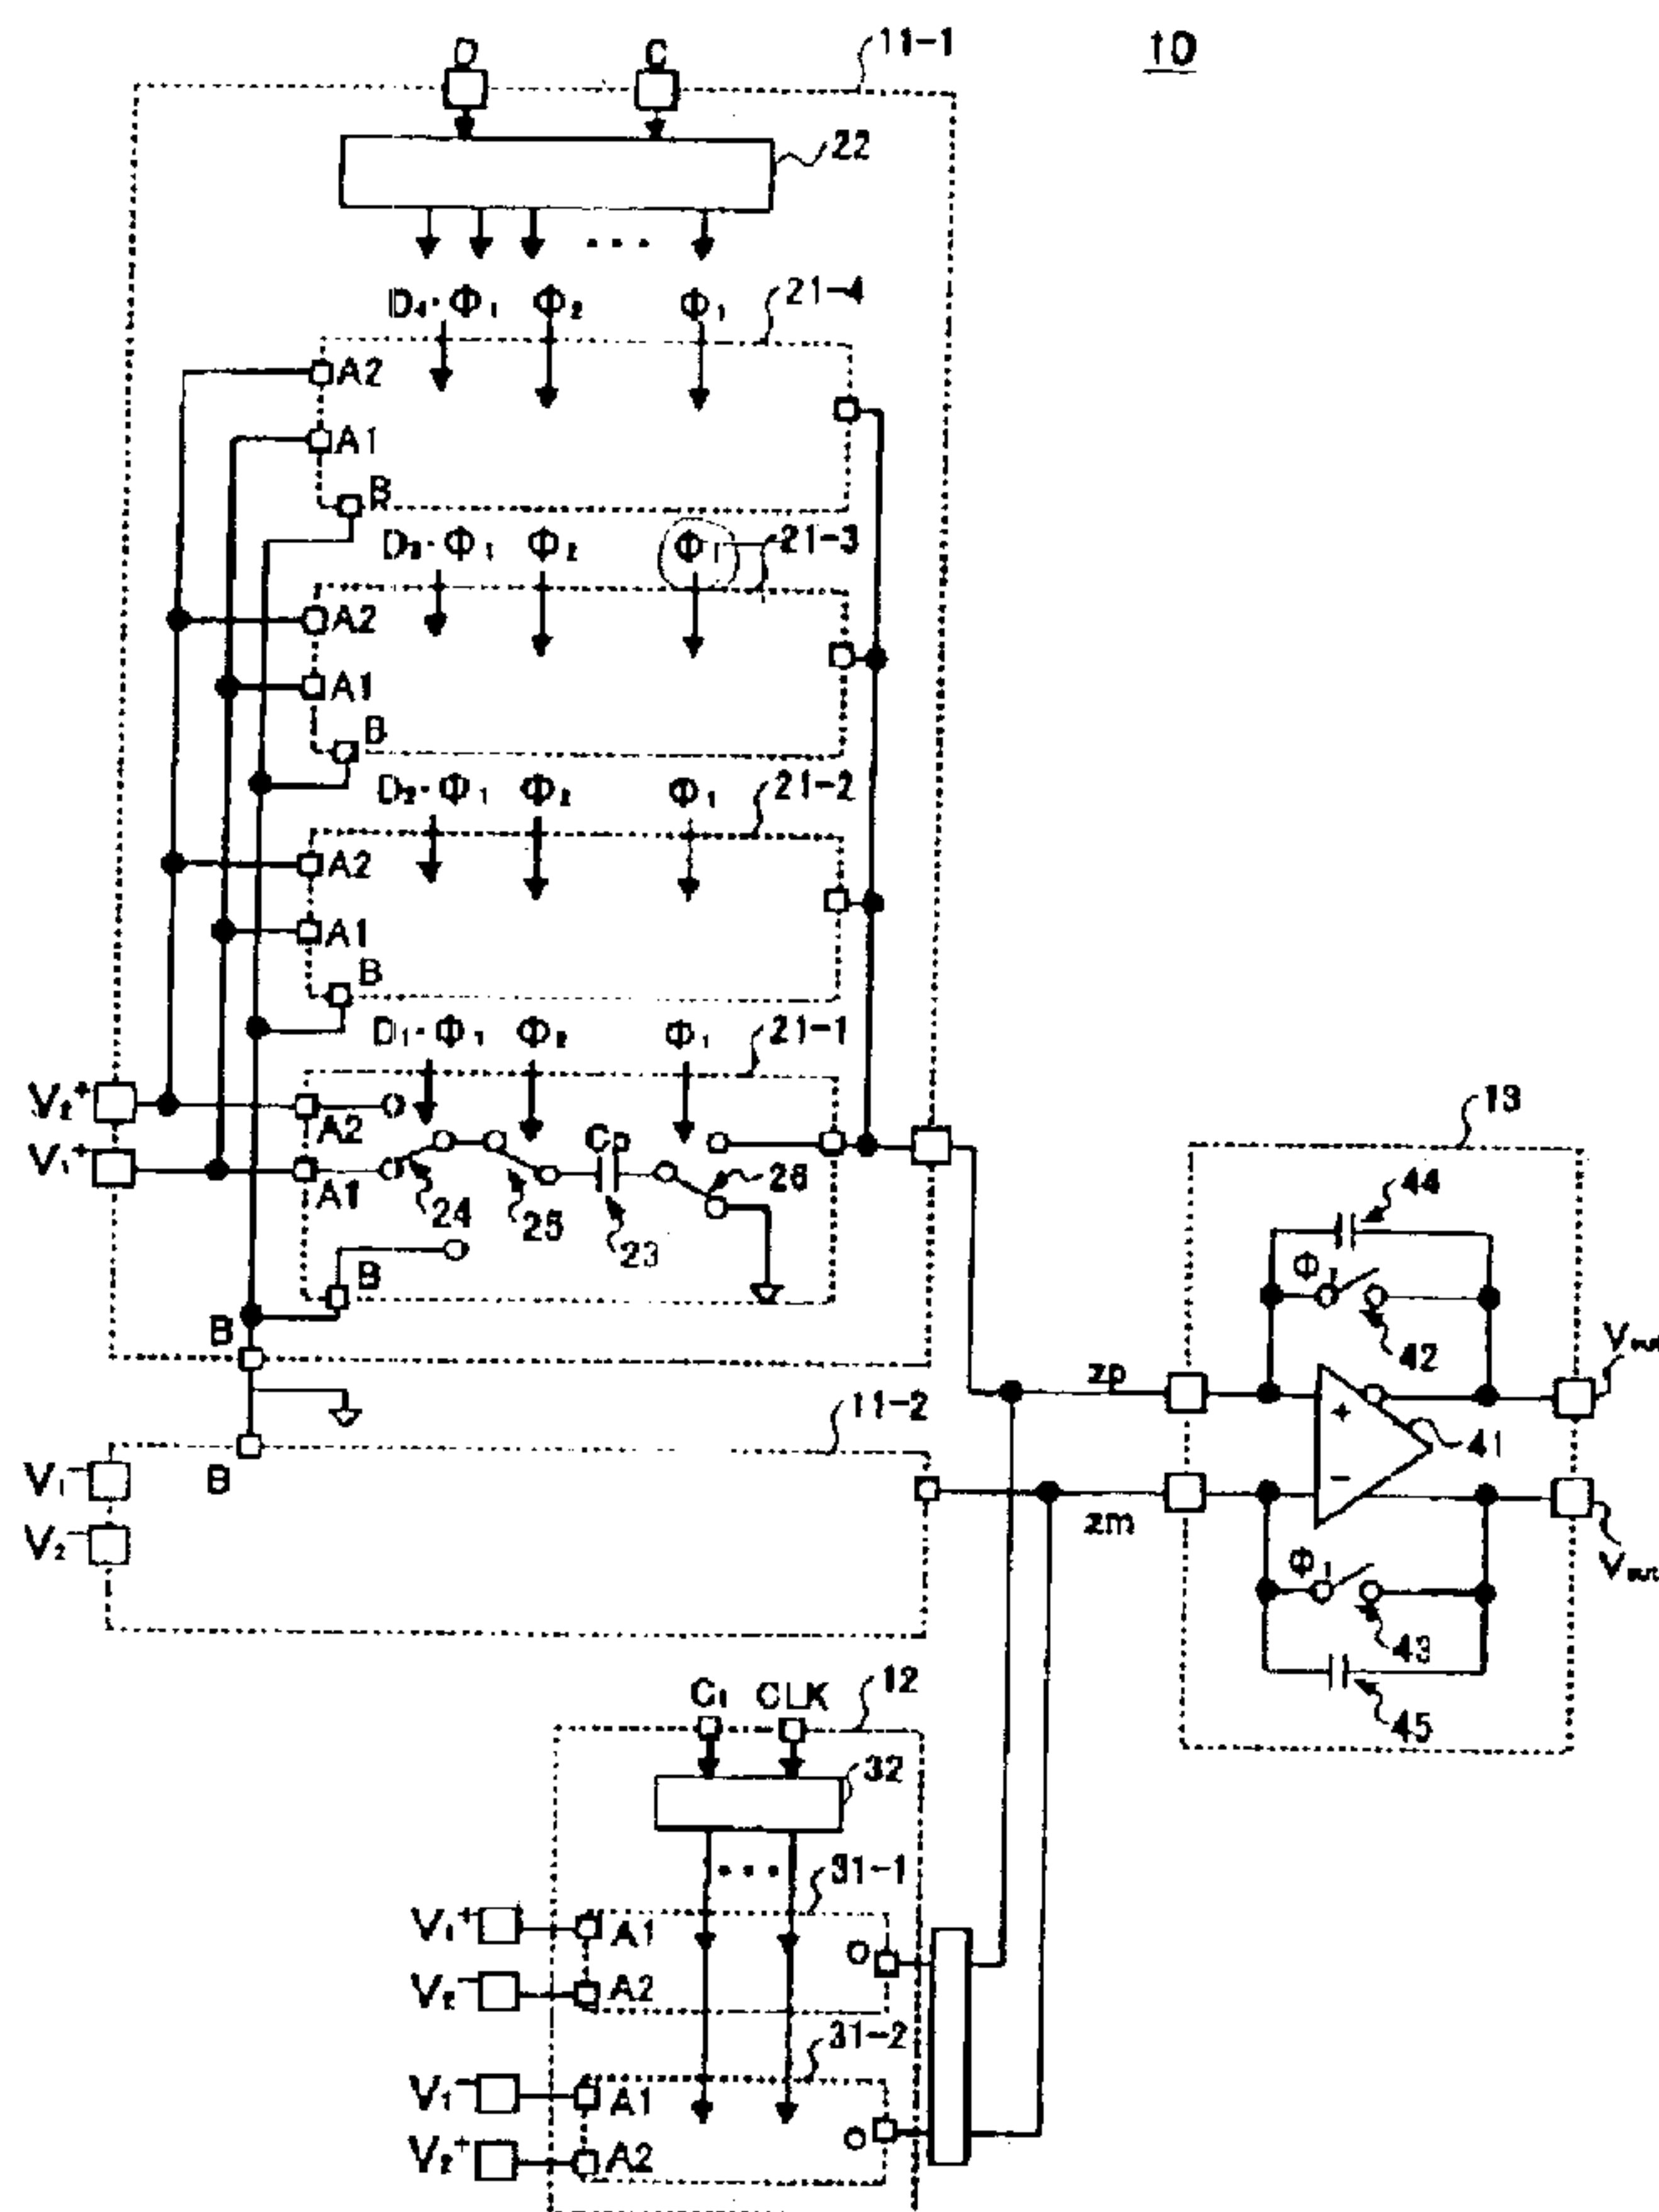 10
D C 11-1
22
D₄·Φ₁ Φ₂ Φ₁ 21-4
A2
A1
B
D₃·Φ₁ Φ₂ Φ₁ 21-3
A2
A1
B
D₂·Φ₁ Φ₂ Φ₁ 21-2
A2
A1
B
D₁·Φ₁ Φ₂ Φ₁ 21-1
V₂⁺ A2
V₁⁺ A1 24 25 Cp 23 26
B
B
13
44
Φ₁
42
zp + 41 Vout
11-2
B
V₁⁻
V₂⁻
zm - Vout
Φ₁
43
45
C₁ CLK 12
32
31-1
V₁⁺ A1 O
V₂⁻ A2
31-2
V₁⁻ A1
V₂⁺ A2 O